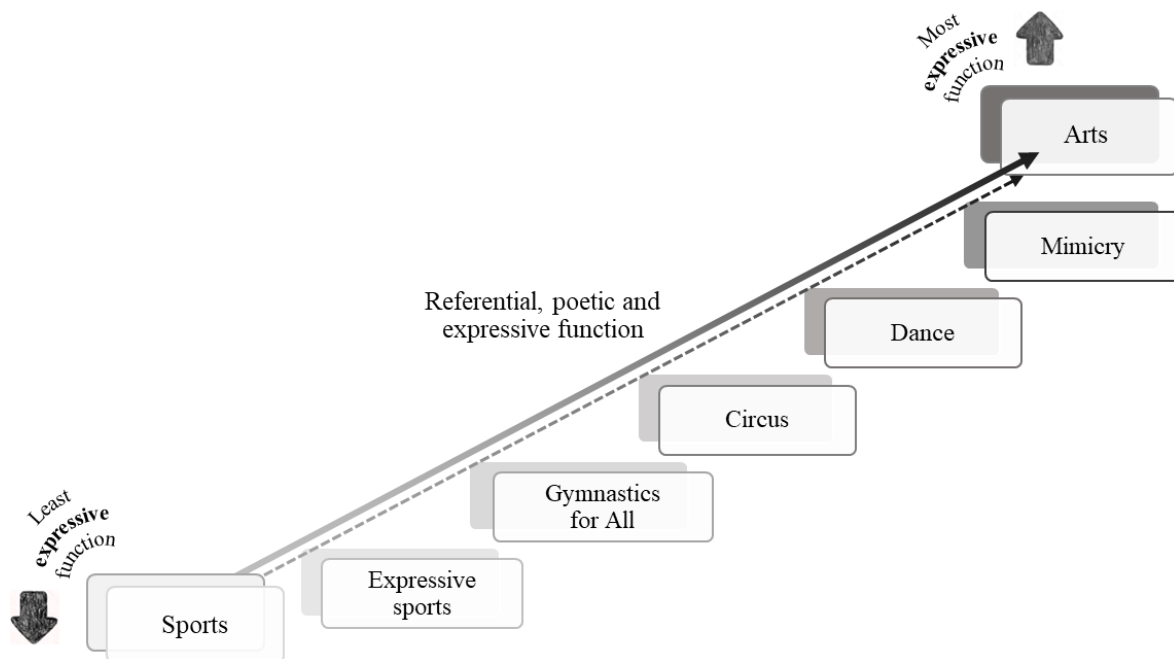 Most
expressive
function
Arts
Mimicry
Referential, poetic and
expressive function
Dance
Circus
Gymnastics
for All
Least
expressive
function
Expressive
sports
Sports